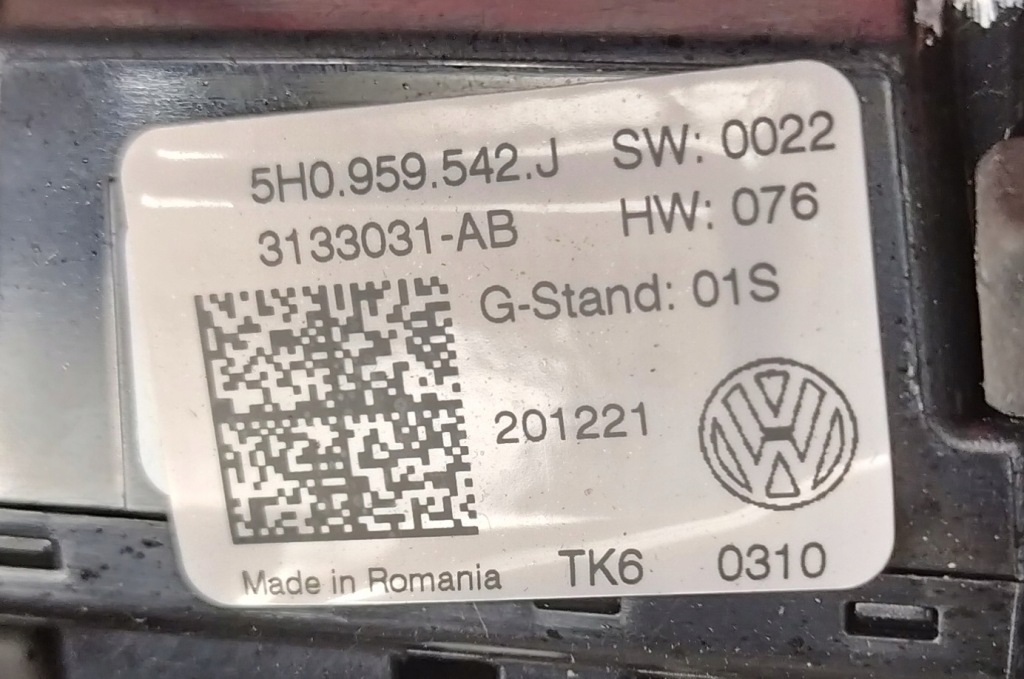 5H0.959.542.J SW: 0022
3133031-AB HW: 076
G-Stand: 01S
201221
Made in Romania TK6 0310